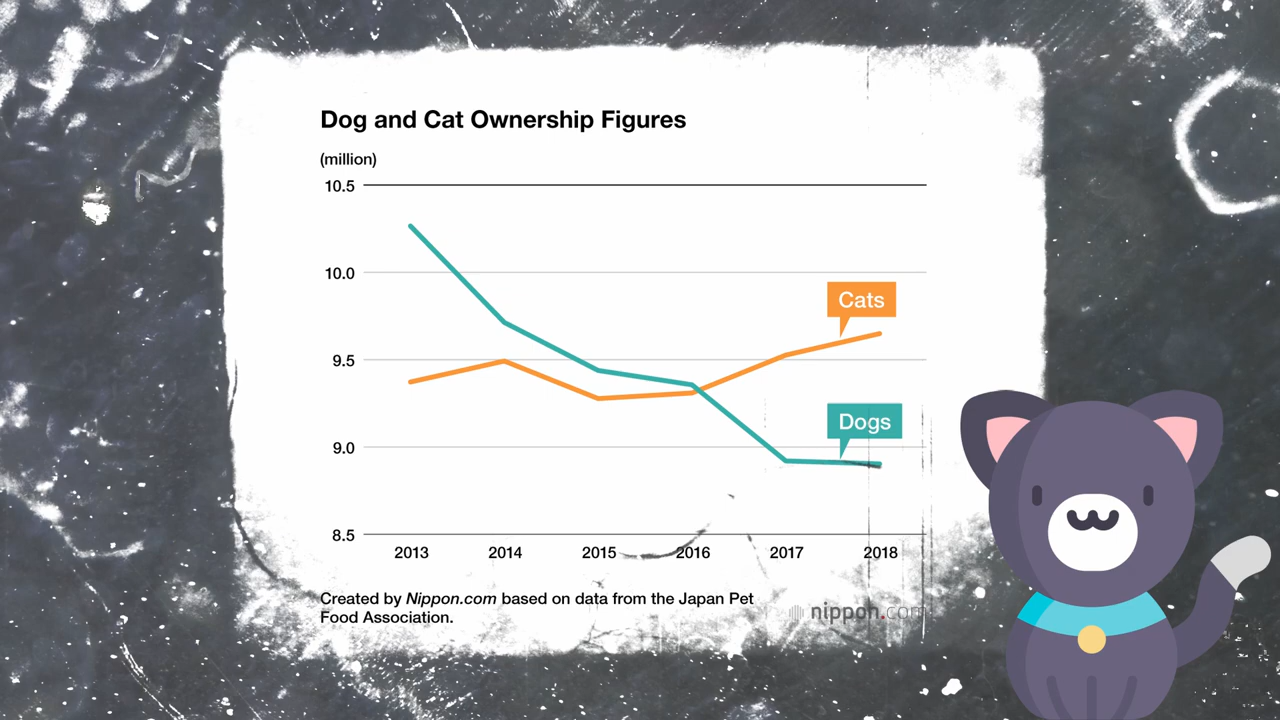 Dog and Cat Ownership Figures
(million)
10.5
10.0
Cats
9.5
Dogs
9.0
8.5
2013 2014 2015 2016 2017 2018
Created by Nippon.com based on data from the Japan Pet
Food Association.
nippon.com